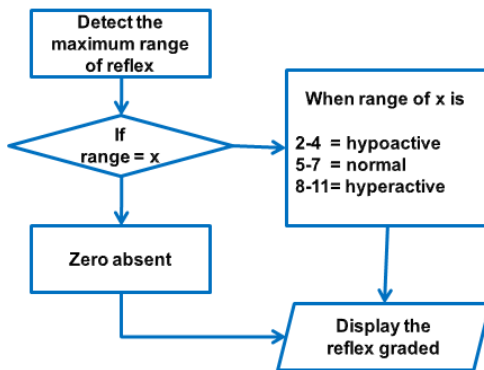 Detect the
maximum range
of reflex
If
range = x
When range of x is
2-4 = hypoactive
5-7 = normal
8-11= hyperactive
Zero absent
Display the
reflex graded